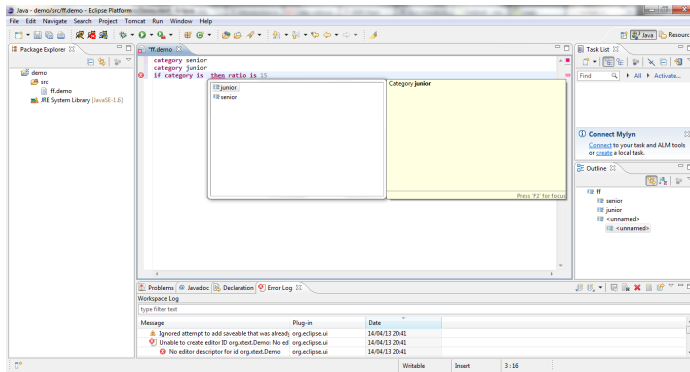 Java - demo/src/ff.demo - Eclipse Platform
File Edit Navigate Search Project Tomcat Run Window Help
Java Resourc
Package Explorer
*ff.demo
Task List
demo
src
ff.demo
JRE System Library [JavaSE-1.6]
category senior
category junior
if category is then ratio is 15
junior
senior
Category junior
Press 'F2' for focus
Find All Activate...
Connect Mylyn
Connect to your task and ALM tools
or create a local task.
Outline
ff
senior
junior
<unnamed>
<unnamed>
Problems @ Javadoc Declaration Error Log
Workspace Log
type filter text
Message Plug-in Date
Ignored attempt to add saveable that was already org.eclipse.ui 14/04/13 20:41
Unable to create editor ID org.xtext.Demo: No ed org.eclipse.ui 14/04/13 20:41
No editor descriptor for id org.xtext.Demo org.eclipse.ui 14/04/13 20:41
Writable Insert 3 : 16